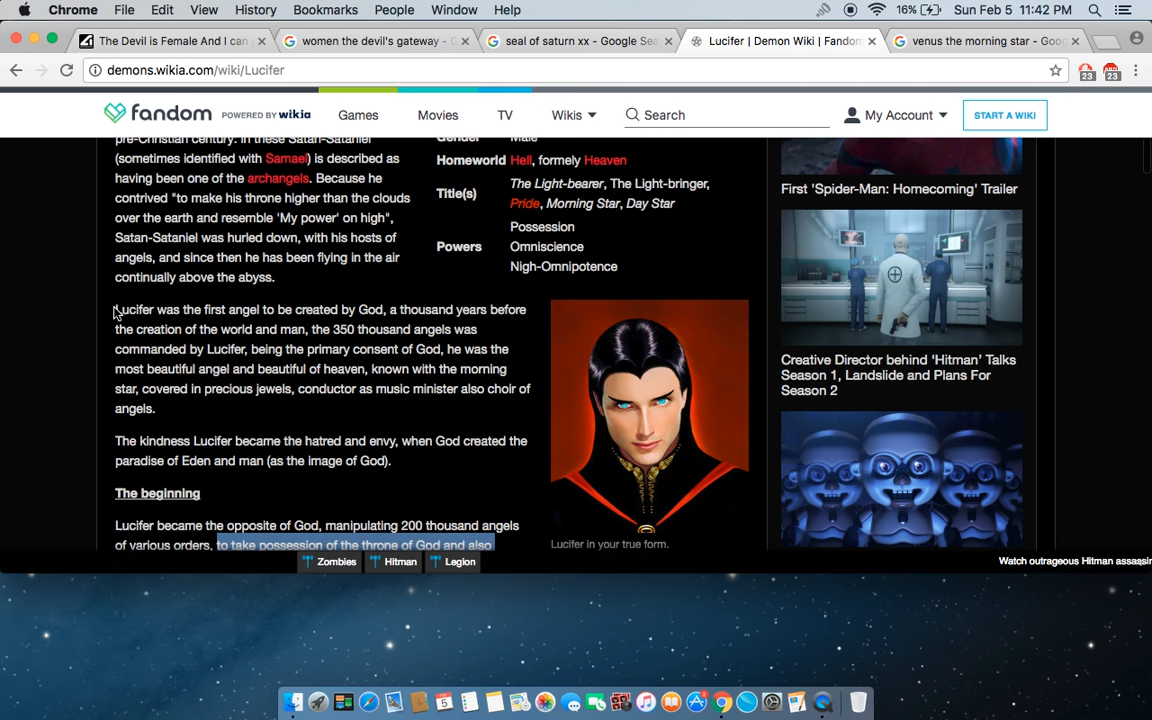 Chrome File Edit View History Bookmarks People Window Help 16% Sun Feb 5 11:42 PM
The Devil is Female And I can women the devil's gateway - G seal of saturn xx - Google Sea Lucifer | Demon Wiki | Fandom venus the morning star - Goog
demons.wikia.com/wiki/Lucifer 23 23
fandom POWERED BY wikia Games Movies TV Wikis Search My Account START A WIKI
pre-Christian century. In these Satan-Sataniel
(sometimes identified with Samael) is described as
having been one of the archangels. Because he
contrived "to make his throne higher than the clouds
over the earth and resemble 'My power' on high",
Satan-Sataniel was hurled down, with his hosts of
angels, and since then he has been flying in the air
continually above the abyss.
Gender Male
Homeworld Hell, formely Heaven
Title(s) The Light-bearer, The Light-bringer,
Pride, Morning Star, Day Star
Possession
Powers Omniscience
Nigh-Omnipotence
Lucifer was the first angel to be created by God, a thousand years before
the creation of the world and man, the 350 thousand angels was
commanded by Lucifer, being the primary consent of God, he was the
most beautiful angel and beautiful of heaven, known with the morning
star, covered in precious jewels, conductor as music minister also choir of
angels.
The kindness Lucifer became the hatred and envy, when God created the
paradise of Eden and man (as the image of God).
The beginning
Lucifer became the opposite of God, manipulating 200 thousand angels
of various orders, to take possession of the throne of God and also
Lucifer in your true form.
First 'Spider-Man: Homecoming' Trailer
Creative Director behind 'Hitman' Talks
Season 1, Landslide and Plans For
Season 2
Zombies Hitman Legion
Watch outrageous Hitman assassin